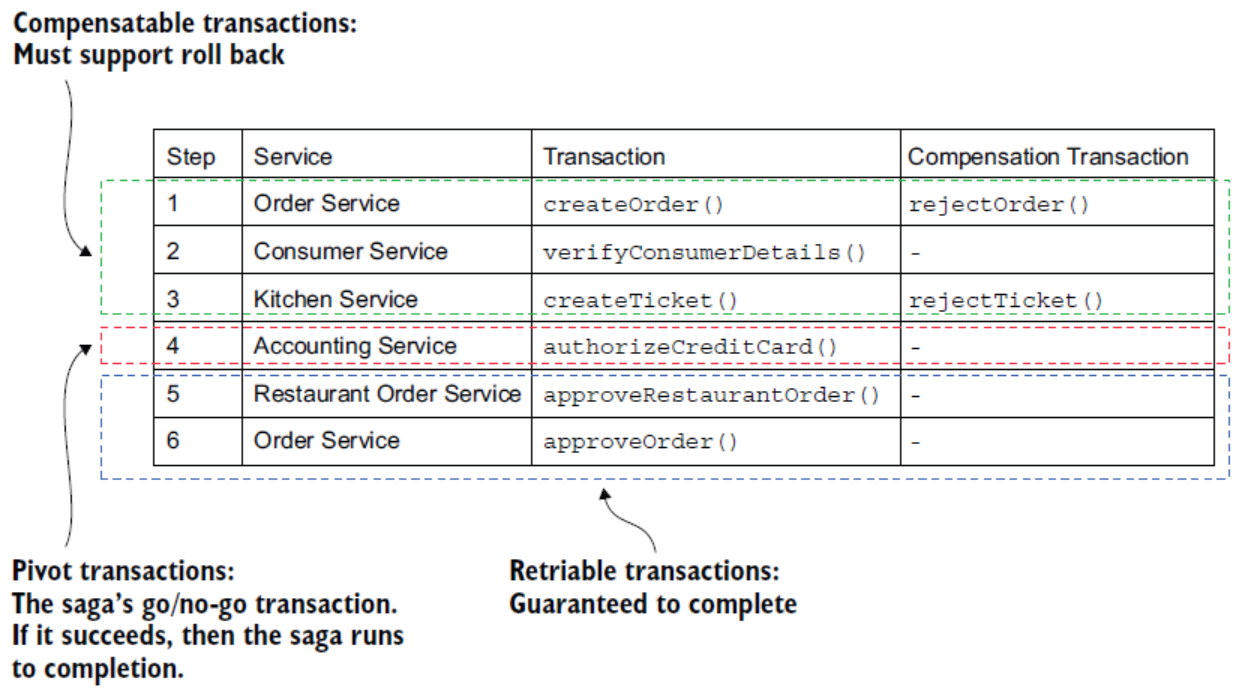 Compensatable transactions:
Must support roll back
Step Service Transaction Compensation Transaction
1 Order Service createOrder() rejectOrder()
2 Consumer Service verifyConsumerDetails() -
3 Kitchen Service createTicket() rejectTicket()
4 Accounting Service authorizeCreditCard() -
5 Restaurant Order Service approveRestaurantOrder() -
6 Order Service approveOrder() -
Pivot transactions:
The saga's go/no-go transaction.
If it succeeds, then the saga runs
to completion.
Retriable transactions:
Guaranteed to complete